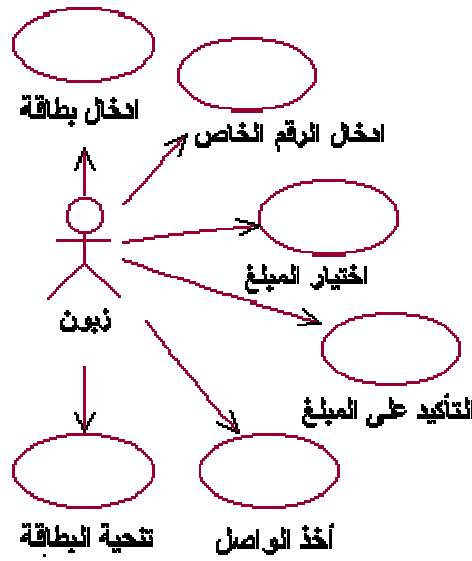 ادخال بطاقة
ادخال الرقم الخاص
اختيار المبلغ
زبون
التأكيد على المبلغ
تنحية البطاقة
أخذ الواصل